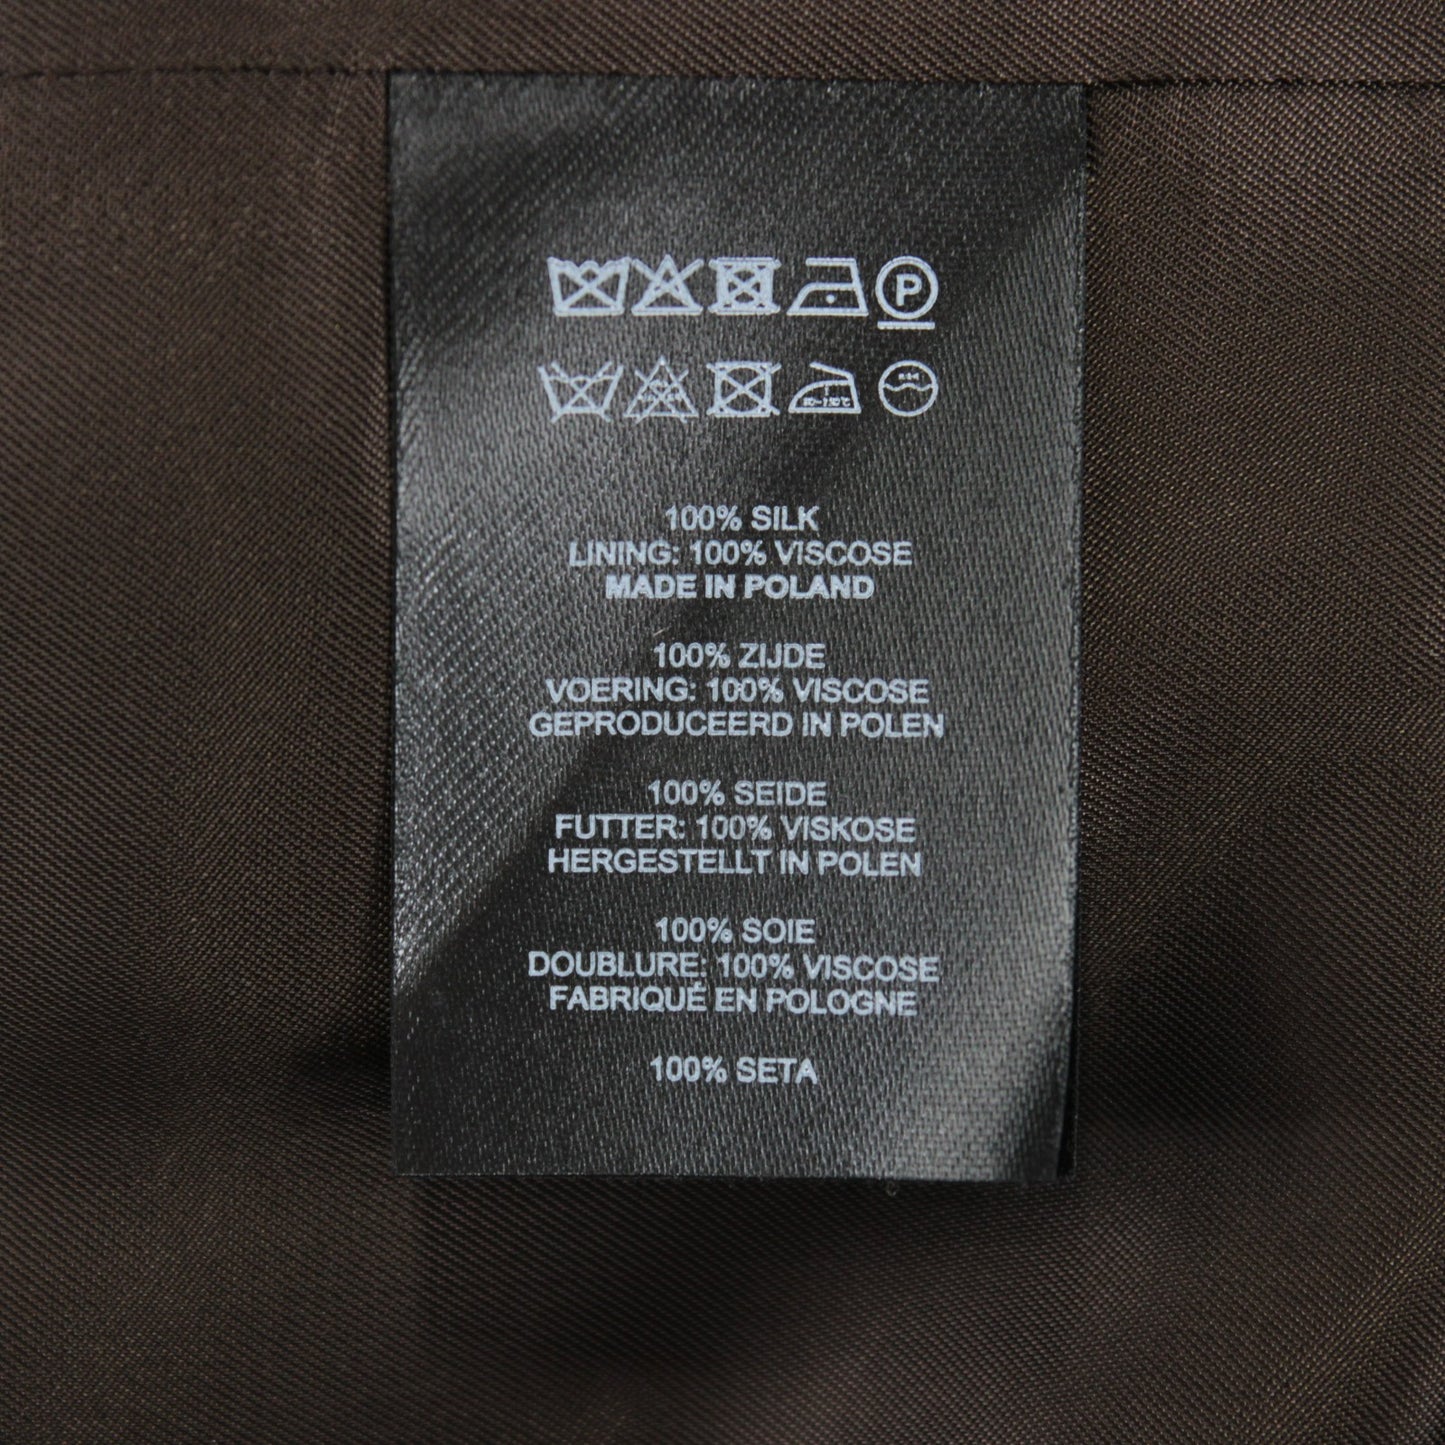 P
100% SILK
LINING: 100% VISCOSE
MADE IN POLAND
100% ZIJDE
VOERING: 100% VISCOSE
GEPRODUCEERD IN POLEN
100% SEIDE
FUTTER: 100% VISKOSE
HERGESTELLT IN POLEN
100% SOIE
DOUBLURE: 100% VISCOSE
FABRIQUÉ EN POLOGNE
100% SETA